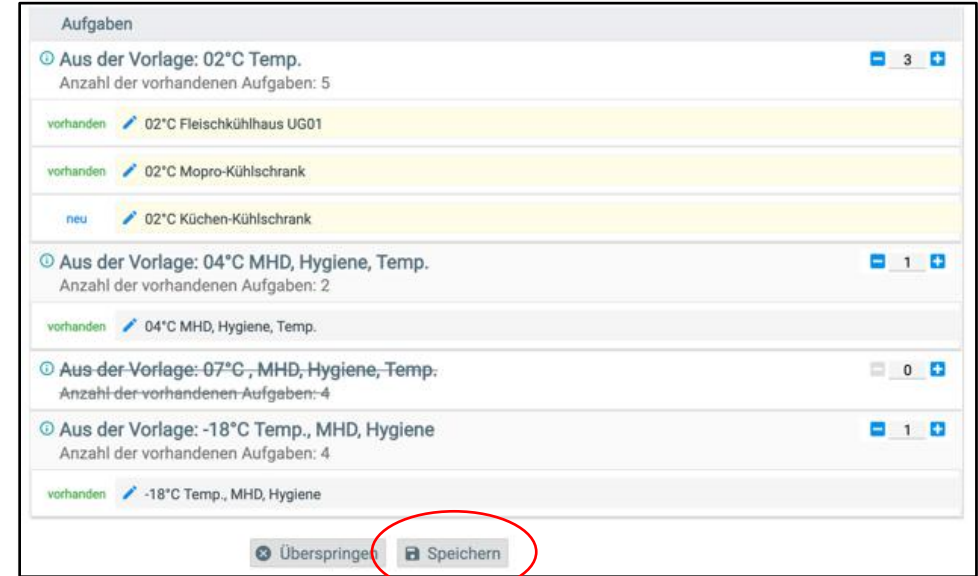 Aufgaben
Aus der Vorlage: 02°C Temp. 3
Anzahl der vorhandenen Aufgaben: 5
vorhanden 02°C Fleischkühlhaus UG01
vorhanden 02°C Mopro-Kühlschrank
neu 02°C Küchen-Kühlschrank
Aus der Vorlage: 04°C MHD, Hygiene, Temp. 1
Anzahl der vorhandenen Aufgaben: 2
vorhanden 04°C MHD, Hygiene, Temp.
Aus der Vorlage: 07°C , MHD, Hygiene, Temp. 0
Anzahl der vorhandenen Aufgaben: 4
Aus der Vorlage: -18°C Temp., MHD, Hygiene 1
Anzahl der vorhandenen Aufgaben: 4
vorhanden -18°C Temp., MHD, Hygiene
Überspringen Speichern